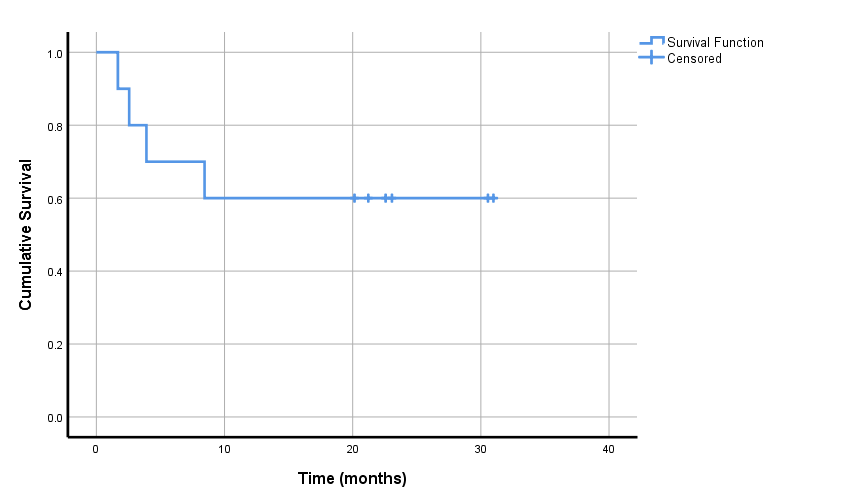 Survival Function
Censored
Cumulative Survival
1.0
0.8
0.6
0.4
0.2
0.0
0 10 20 30 40
Time (months)